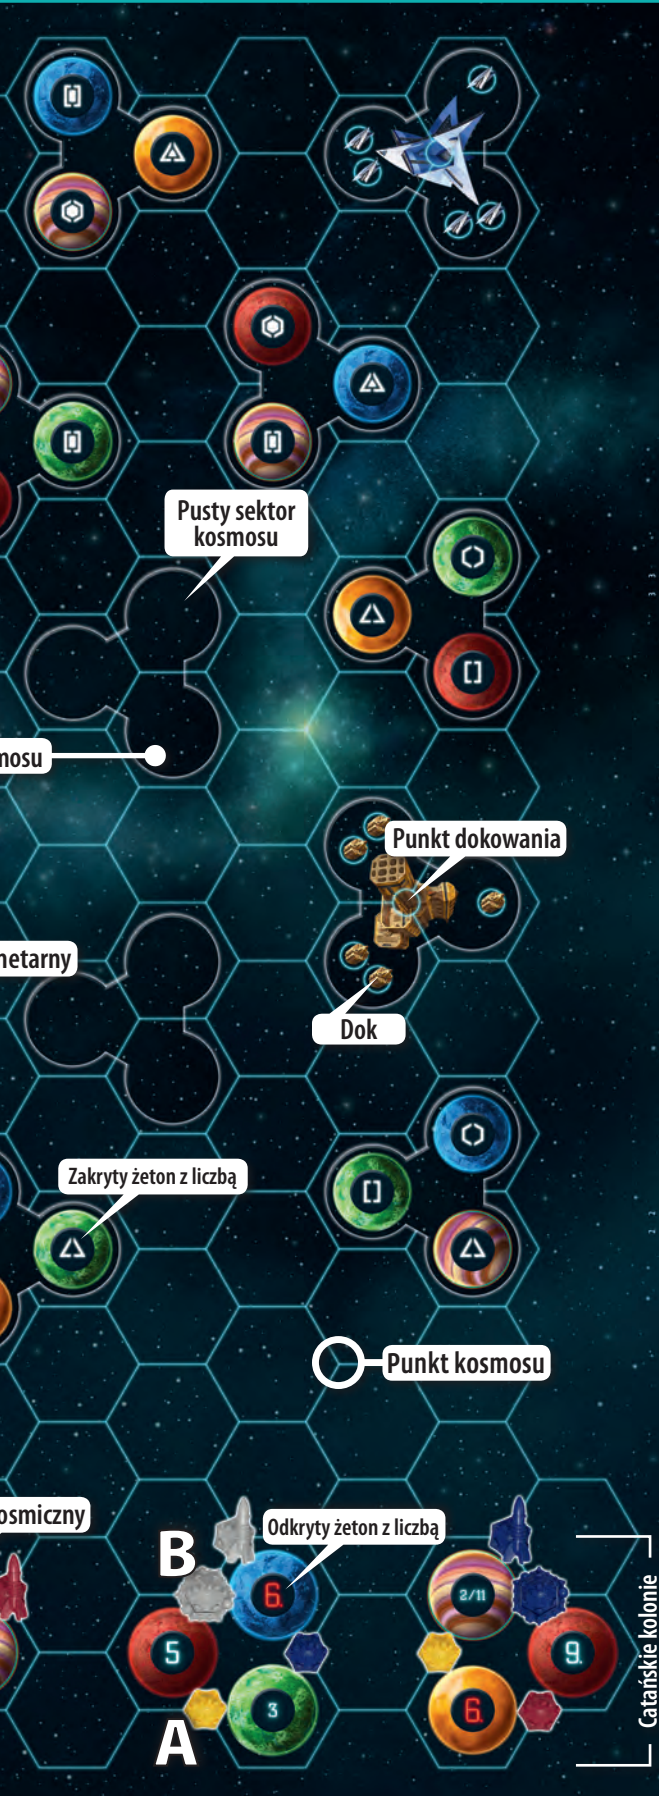 Pusty sektor
kosmosu
mosu
Punkt dokowania
netarny
Dok
Zakryty żeton z liczbą
Punkt kosmosu
osmiczny
B
Odkryty żeton z liczbą
6.
2/11
5
9.
3
6.
A
Catańskie kolonie